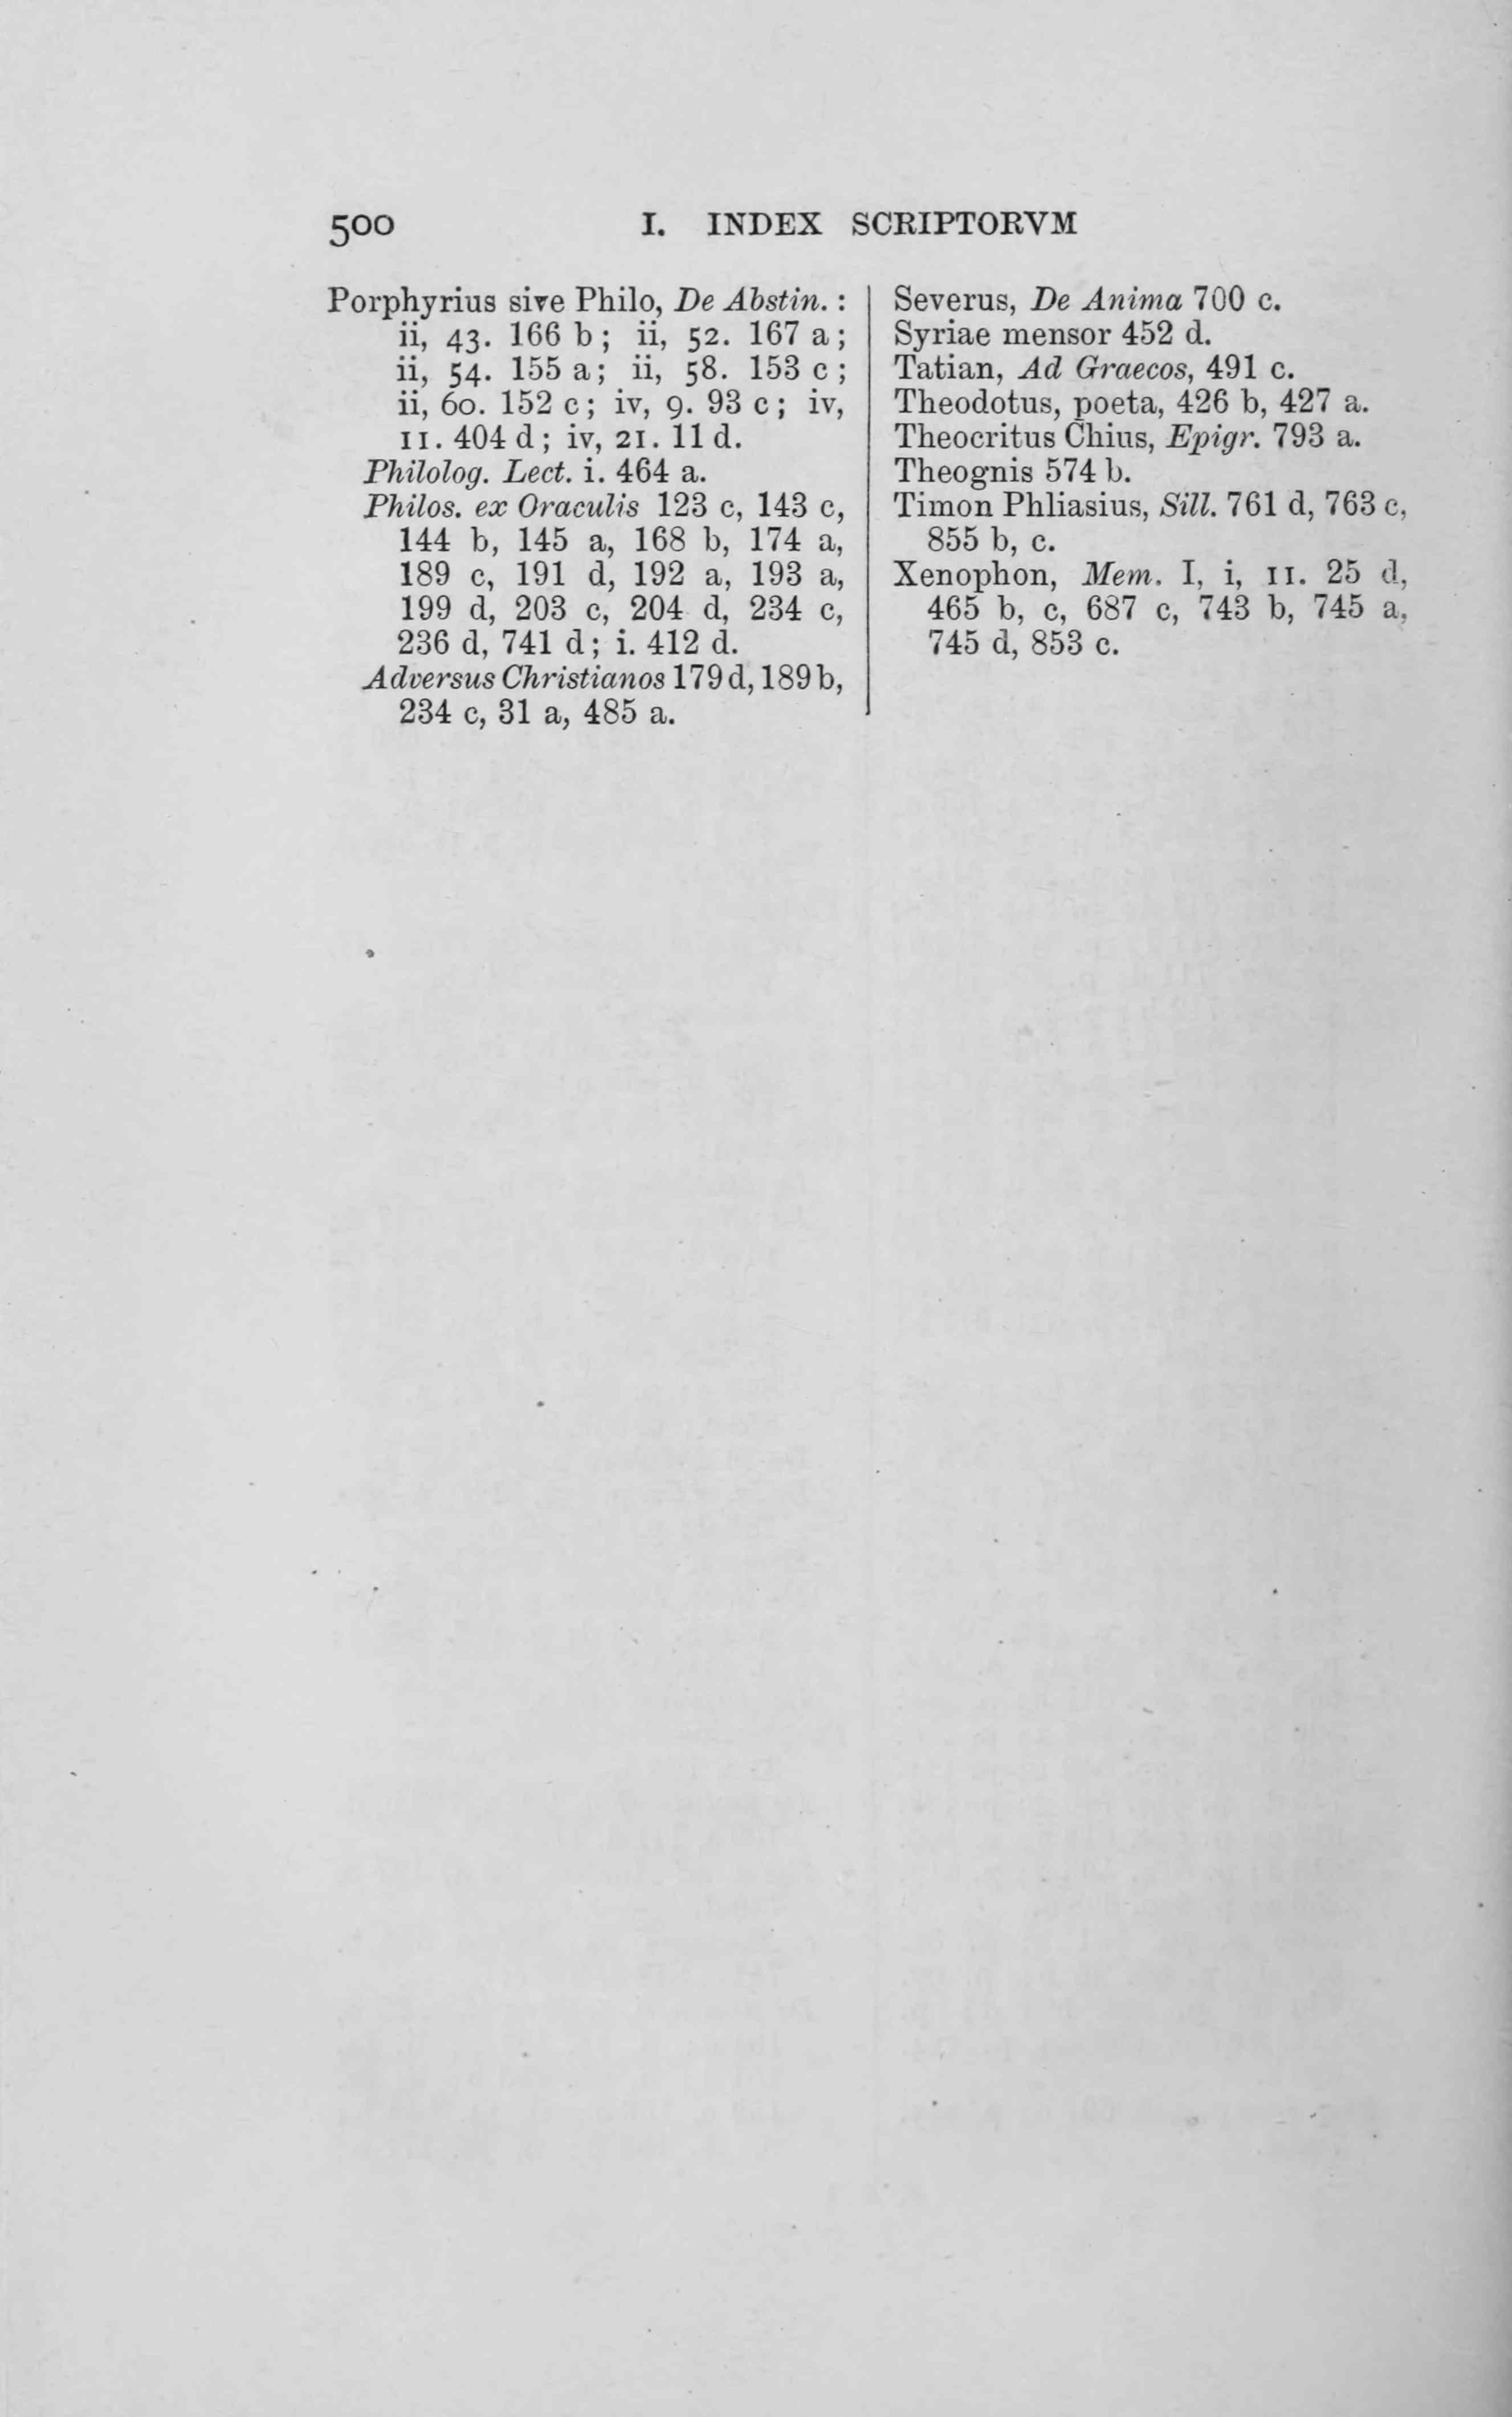 500 I. INDEX SCRIPTORVM
Porphyrius sive Philo, De Abstin. :
ii, 43. 166 b; ii, 52. 167 a;
ii, 54. 155 a; ii, 58. 153 c;
ii, 60. 152 c; iv, 9. 93 c; iv,
11. 404 d; iv, 21. 11 d.
Philolog. Lect. i. 464 a.
Philos. ex Oraculis 123 c, 143 c,
144 b, 145 a, 168 b, 174 a,
189 c, 191 d, 192 a, 193 a,
199 d, 203 c, 204 d, 234 c,
236 d, 741 d; i. 412 d.
Adversus Christianos 179 d, 189 b,
234 c, 31 a, 485 a.
Severus, De Anima 700 c.
Syriae mensor 452 d.
Tatian, Ad Graecos, 491 c.
Theodotus, poeta, 426 b, 427 a.
Theocritus Chius, Epigr. 793 a.
Theognis 574 b.
Timon Phliasius, Sill. 761 d, 763 c,
855 b, c.
Xenophon, Mem. I, i, 11. 25 d,
465 b, c, 687 c, 743 b, 745 a,
745 d, 853 c.